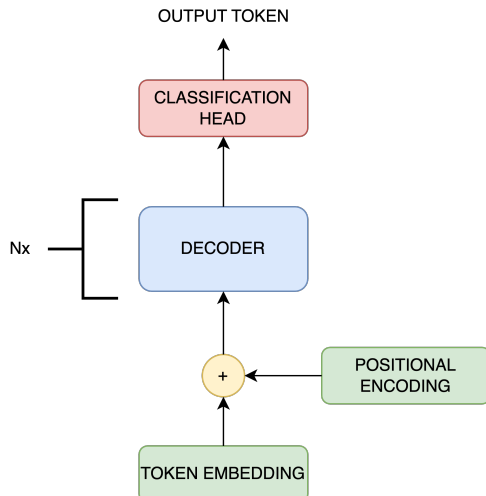 OUTPUT TOKEN
CLASSIFICATION
HEAD
Nx
DECODER
+
POSITIONAL
ENCODING
TOKEN EMBEDDING